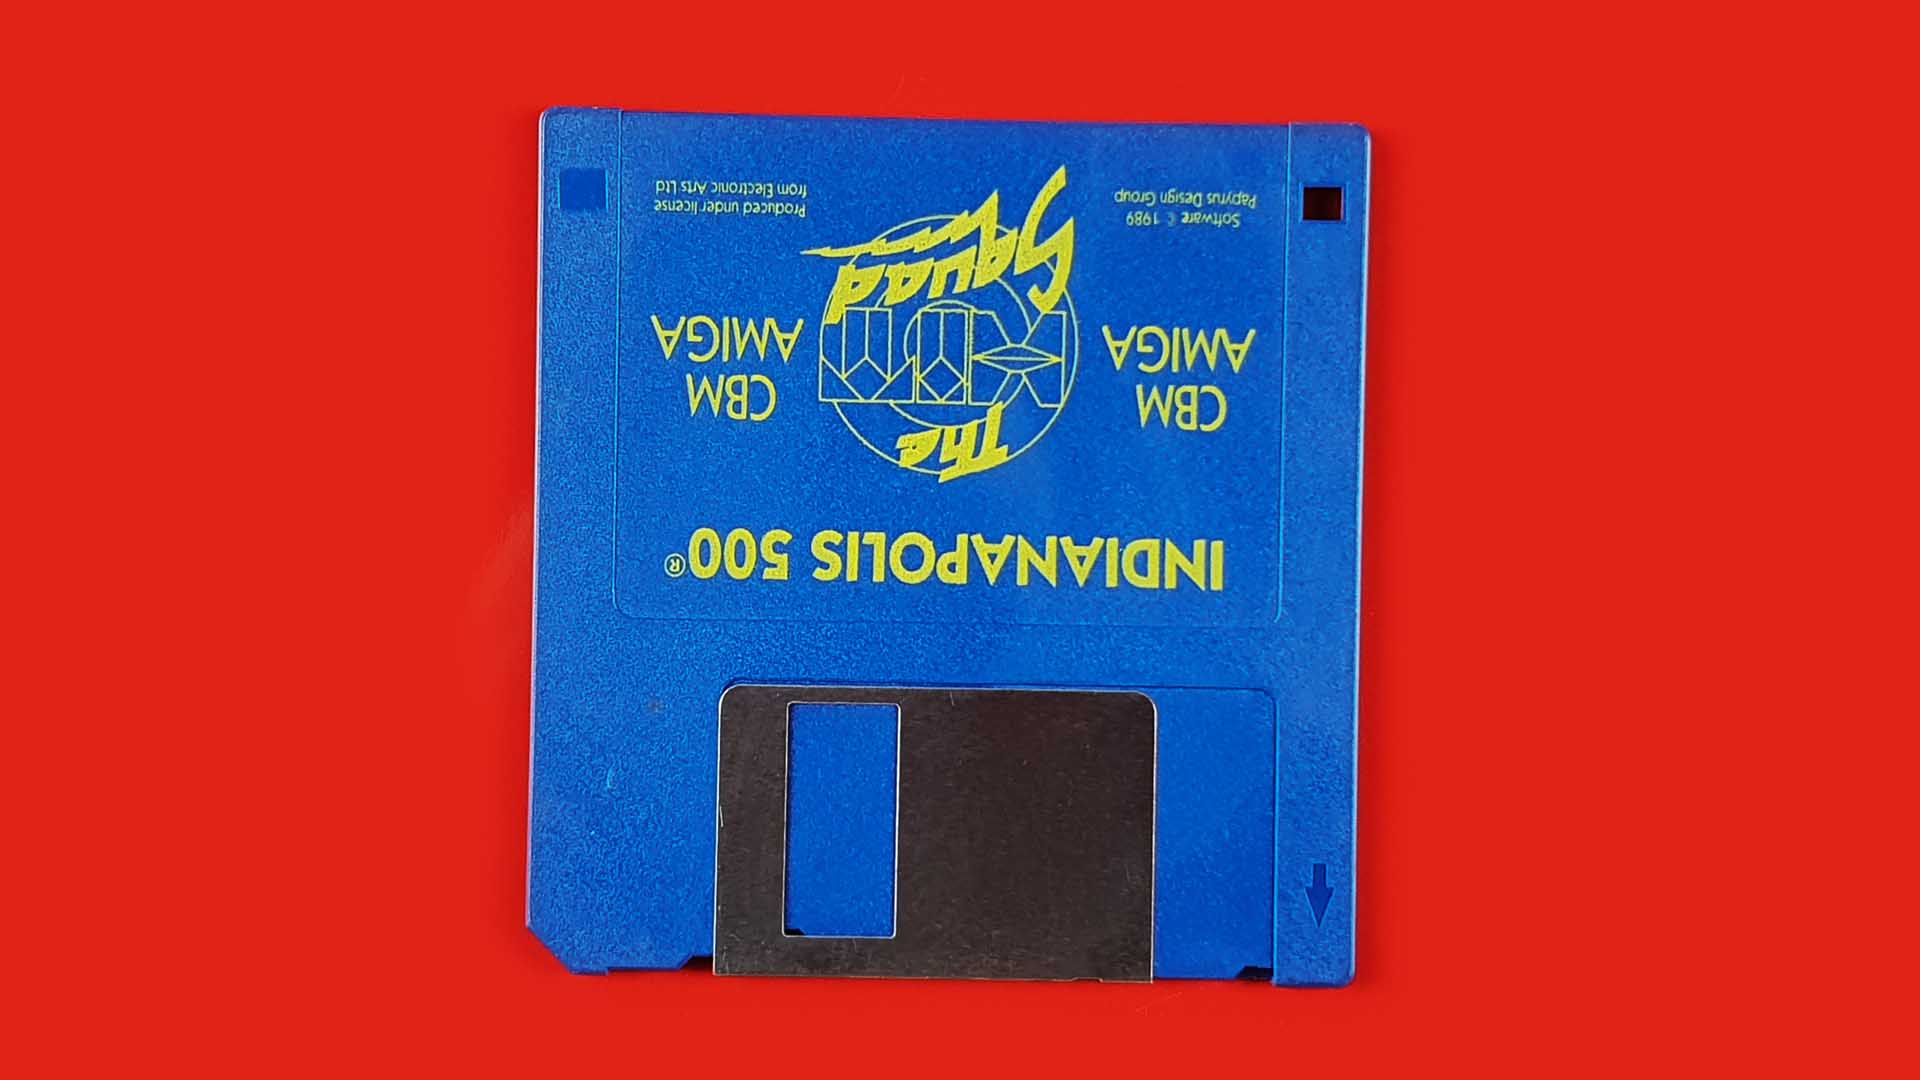 INDIANAPOLIS 500®
The
HIT
Squad
CBM
AMIGA
CBM
AMIGA
Software © 1989
Papyrus Design Group
Produced under license
from Electronic Arts Ltd